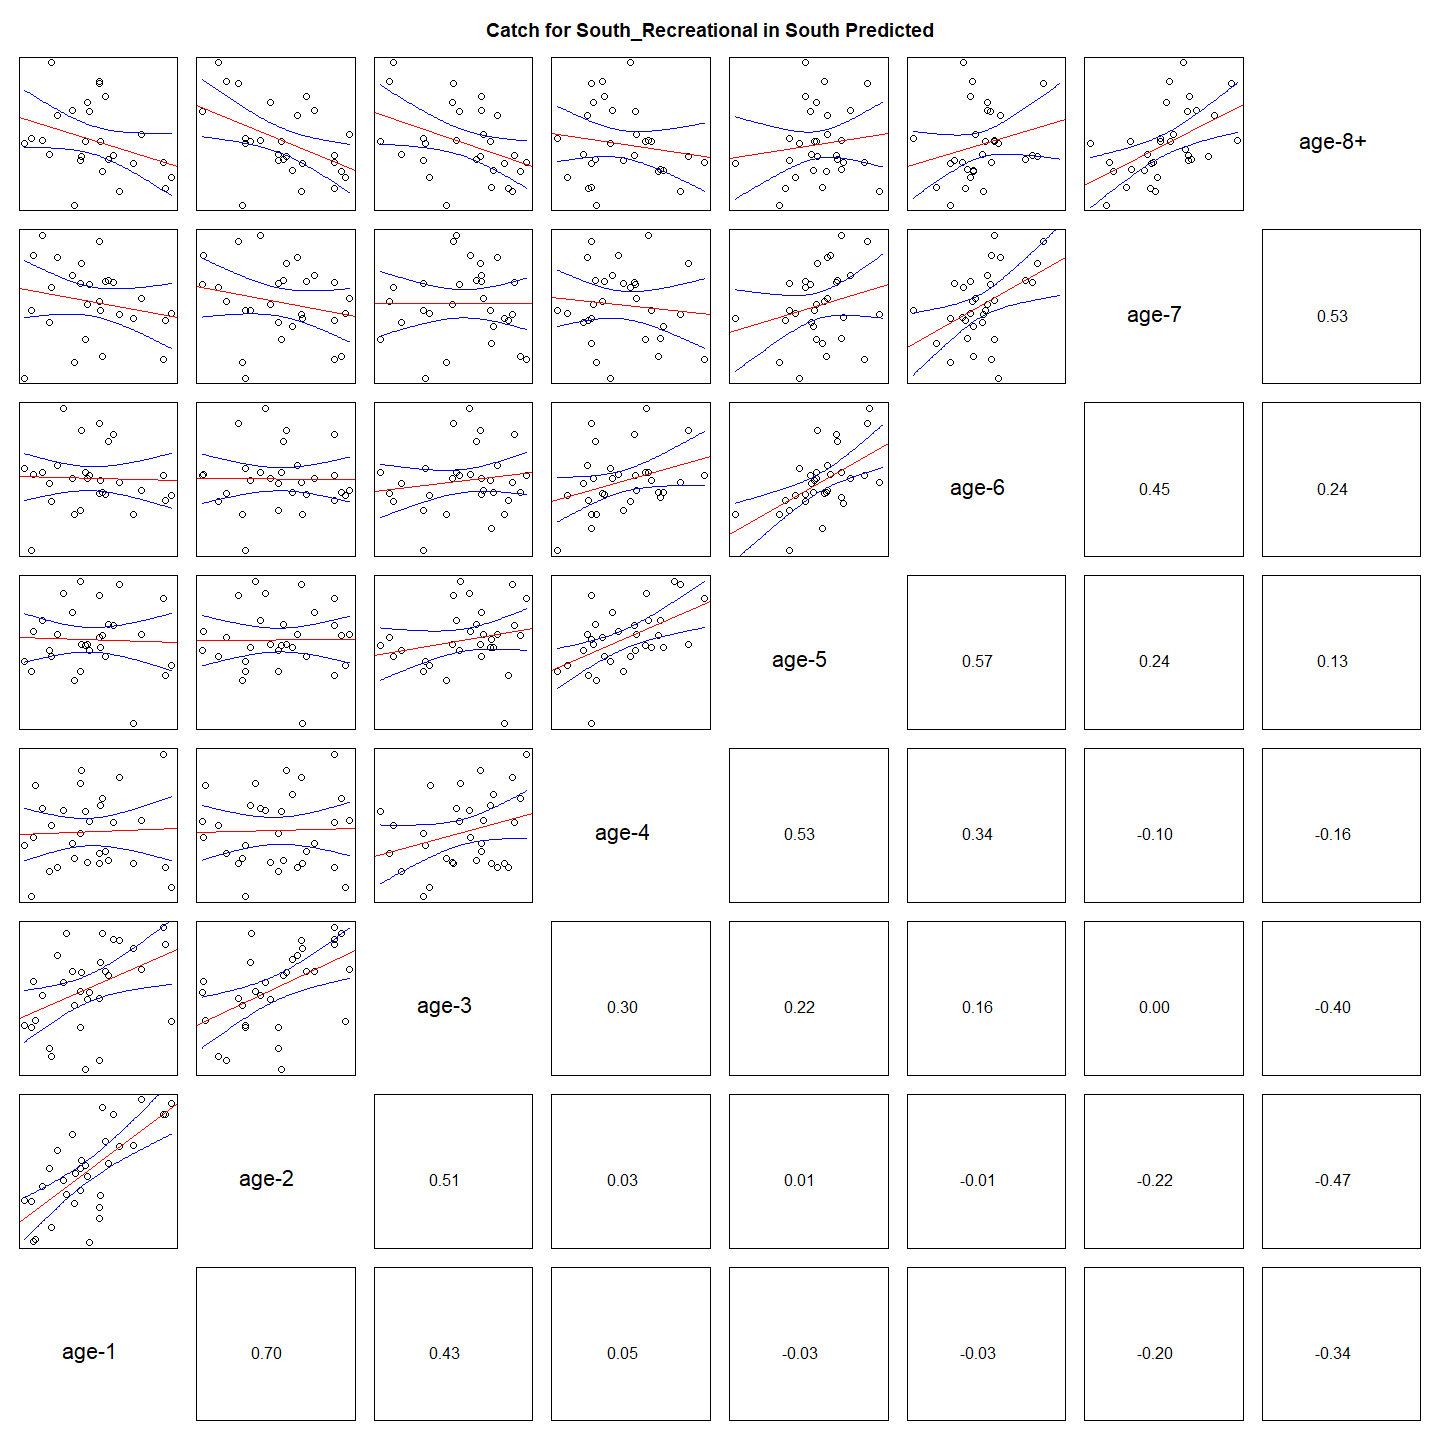 Catch for South_Recreational in South Predicted
age-8+
age-7 0.53
age-6 0.45 0.24
age-5 0.57 0.24 0.13
age-4 0.53 0.34 -0.10 -0.16
age-3 0.30 0.22 0.16 0.00 -0.40
age-2 0.51 0.03 0.01 -0.01 -0.22 -0.47
age-1 0.70 0.43 0.05 -0.03 -0.03 -0.20 -0.34